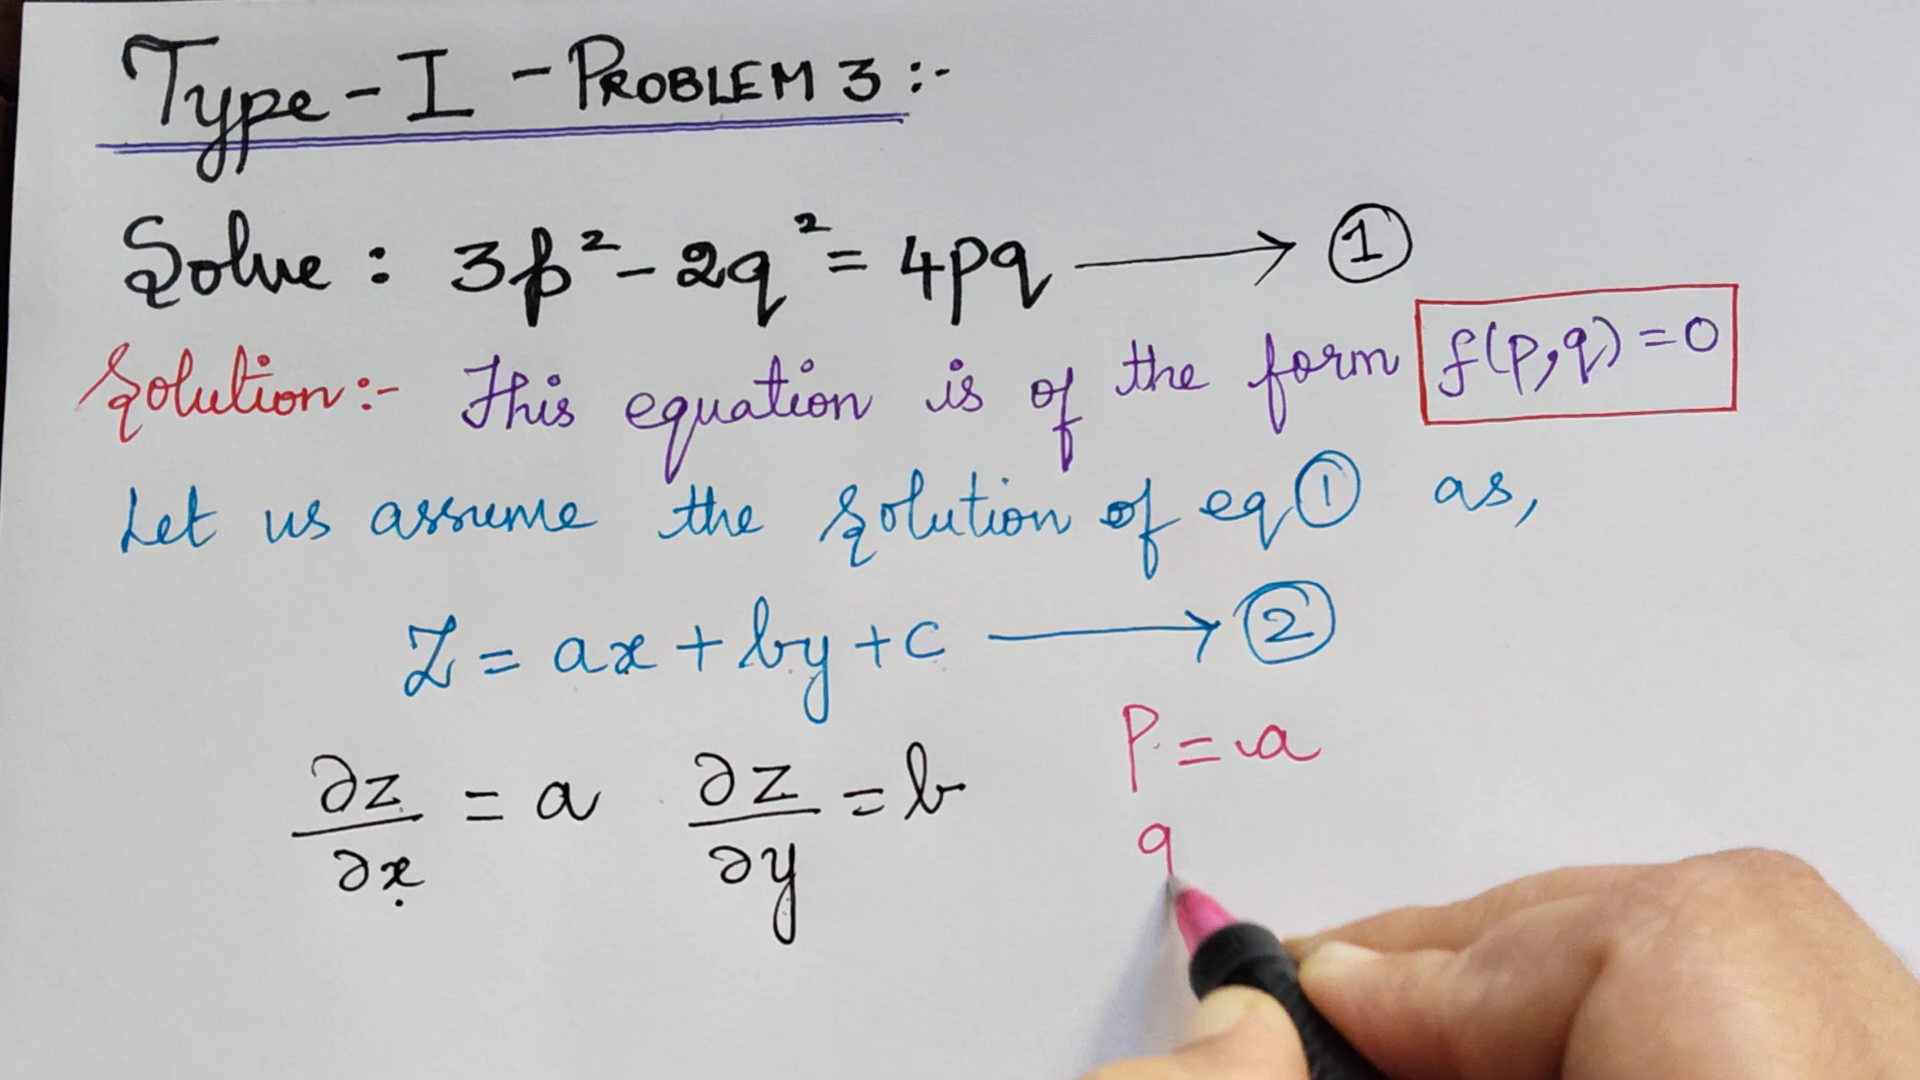 Type - I - PROBLEM 3 :-
Solve : 3p² - 2q² = 4pq ⟶ ①
Solution:- This equation is of the form f(p,q) = 0
Let us assume the solution of eq ① as,
Z = ax + by + c ⟶ ②
∂z/∂x = a ∂z/∂y = b P = a
q